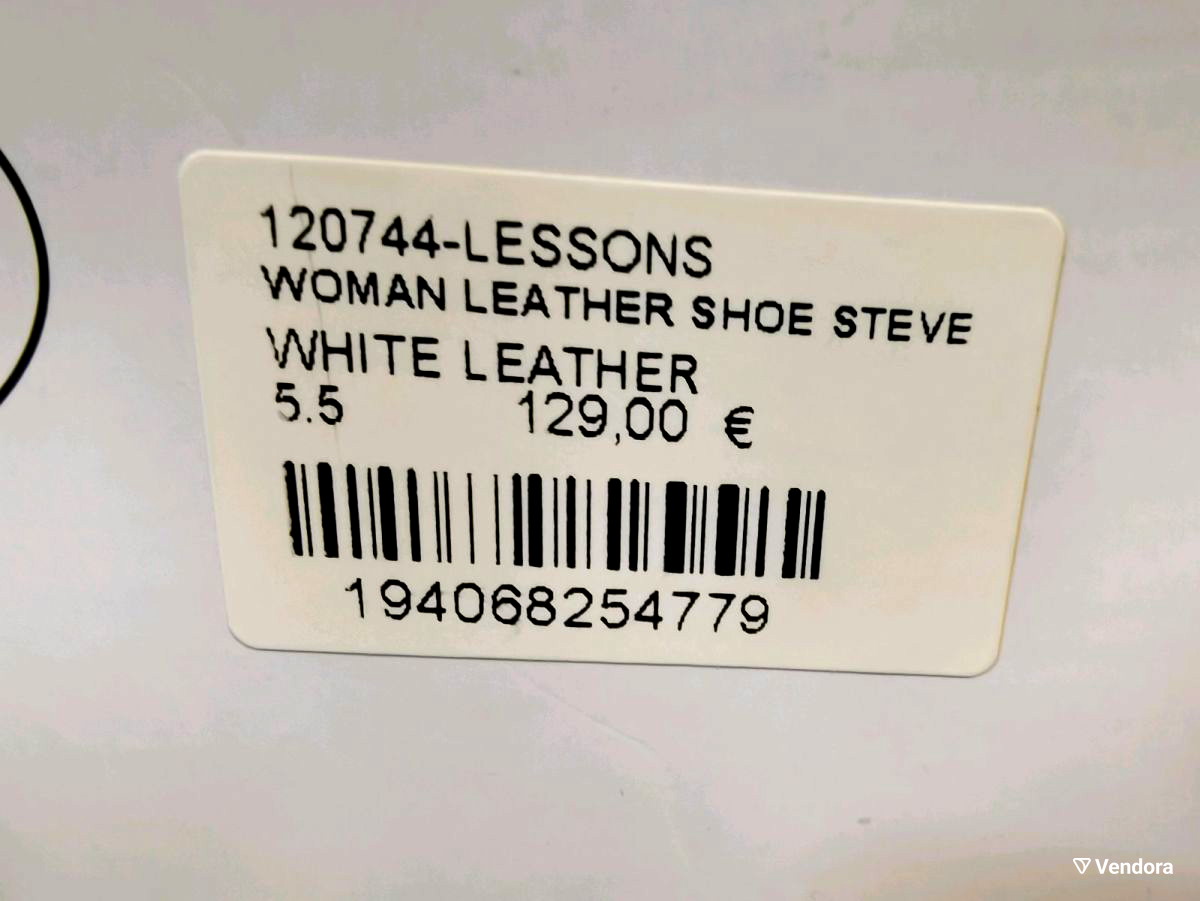 120744-LESSONS
WOMAN LEATHER SHOE STEVE
WHITE LEATHER
5.5 129,00 €
194068254779
Vendora